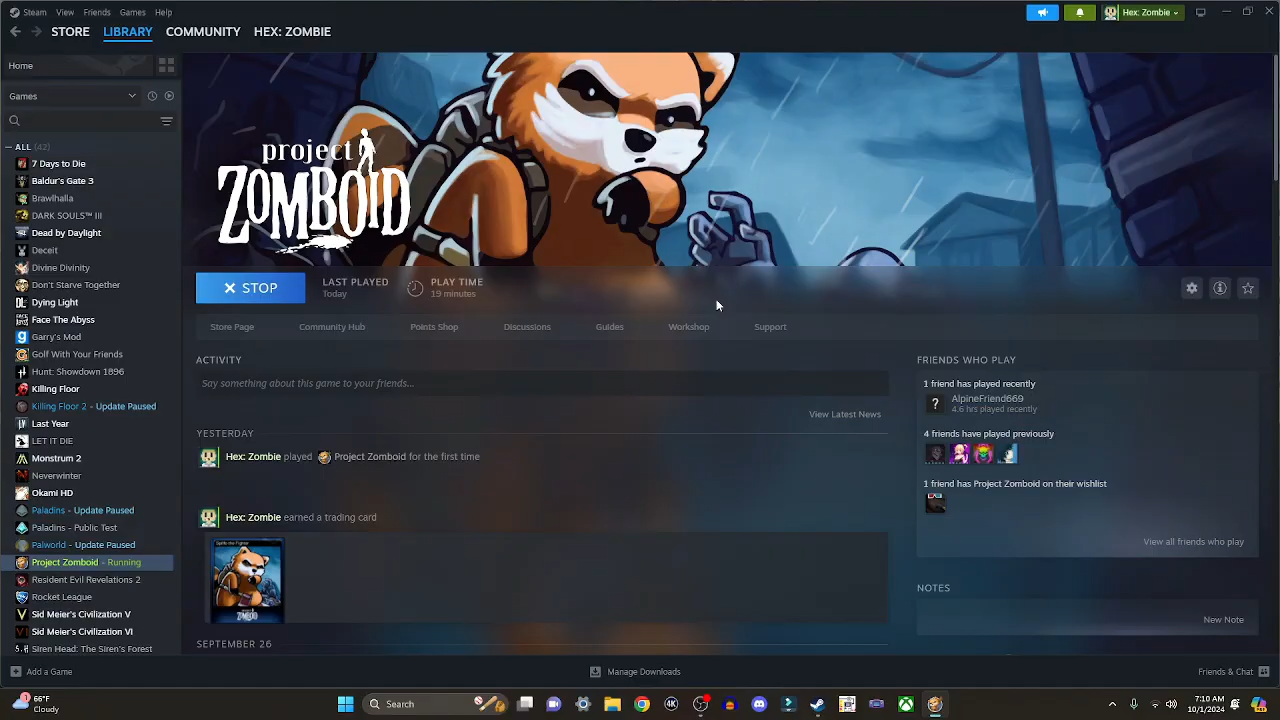 Steam View Friends Games Help
Hex: Zombie
STORE LIBRARY COMMUNITY HEX: ZOMBIE
Home
Games
ALL (42)
7 Days to Die
Baldur's Gate 3
Brawlhalla
DARK SOULS™ III
Dead by Daylight
Deceit
Divine Divinity
Don't Starve Together
Dying Light
Face The Abyss
Garry's Mod
Golf With Your Friends
Hunt: Showdown 1896
Killing Floor
Killing Floor 2 - Update Paused
Last Year
LET IT DIE
Monstrum 2
Neverwinter
Okami HD
Paladins - Update Paused
Paladins - Public Test
Palworld - Update Paused
Project Zomboid - Running
Resident Evil Revelations 2
Rocket League
Sid Meier's Civilization V
Sid Meier's Civilization VI
Siren Head: The Siren's Forest
project
ZOMBOID
STOP
LAST PLAYED
Today
PLAY TIME
19 minutes
Store Page Community Hub Points Shop Discussions Guides Workshop Support
ACTIVITY
Say something about this game to your friends...
View Latest News
YESTERDAY
Hex: Zombie played Project Zomboid for the first time
Hex: Zombie earned a trading card
Spiffo the Fighter
project
ZOMBOID
SEPTEMBER 26
FRIENDS WHO PLAY
1 friend has played recently
?
AlpineFriend669
4.6 hrs played recently
4 friends have played previously
1 friend has Project Zomboid on their wishlist
View all friends who play
NOTES
New Note
Add a Game
Manage Downloads
Friends & Chat
66°F
Cloudy
Search
4K
7:10 AM
10/2/2024